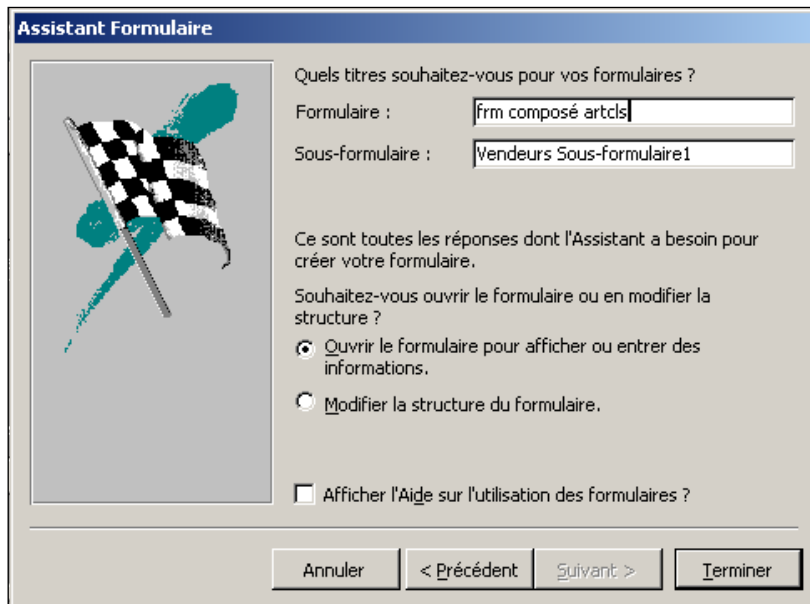 Assistant Formulaire
Quels titres souhaitez-vous pour vos formulaires ?
Formulaire : frm composé artcls
Sous-formulaire : Vendeurs Sous-formulaire1
Ce sont toutes les réponses dont l'Assistant a besoin pour
créer votre formulaire.
Souhaitez-vous ouvrir le formulaire ou en modifier la
structure ?
Ouvrir le formulaire pour afficher ou entrer des
informations.
Modifier la structure du formulaire.
Afficher l'Aide sur l'utilisation des formulaires ?
Annuler < Précédent Suivant > Terminer